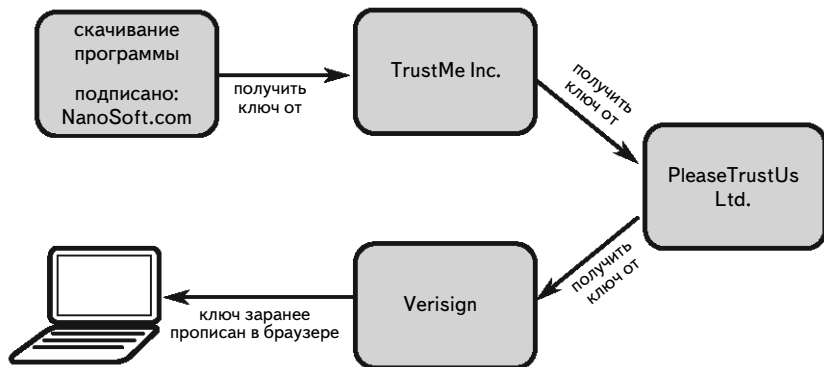 скачивание
программы
подписано:
NanoSoft.com
получить
ключ от
TrustMe Inc.
получить
ключ от
PleaseTrustUs
Ltd.
получить
ключ от
Verisign
ключ заранее
прописан в браузере